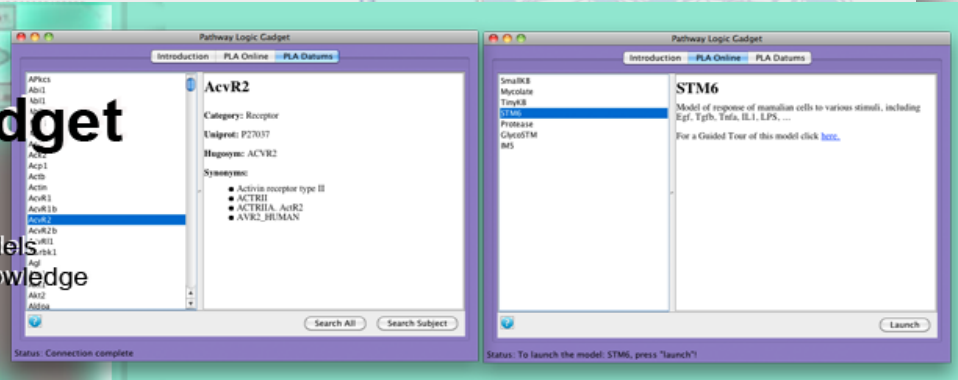 Pathway Logic Gadget
Introduction PLA Online PLA Datums
APkcs
Abi1
Abl1
dget
Ack2
Acp1
Actb
Actin
AcvR1
AcvR1b
AcvR2
AcvR2b
AcvRl1
els
Agl
owledge
Akt2
Aldoa
AcvR2
Category: Receptor
Uniprot: P27037
Hugosym: ACVR2
Synonyms:
Activin receptor type II
ACTRII
ACTRIIA. ActR2
AVR2_HUMAN
Search All Search Subject
Status: Connection complete
Pathway Logic Gadget
Introduction PLA Online PLA Datums
SmallKB
Mycolate
TinyKB
STM6
Protease
GlycoSTM
IMS
STM6
Model of response of mamalian cells to various stimuli, including
Egf, Tgfb, Tnfa, IL1, LPS, ...
For a Guided Tour of this model click here.
Launch
Status: To launch the model: STM6, press "launch"!